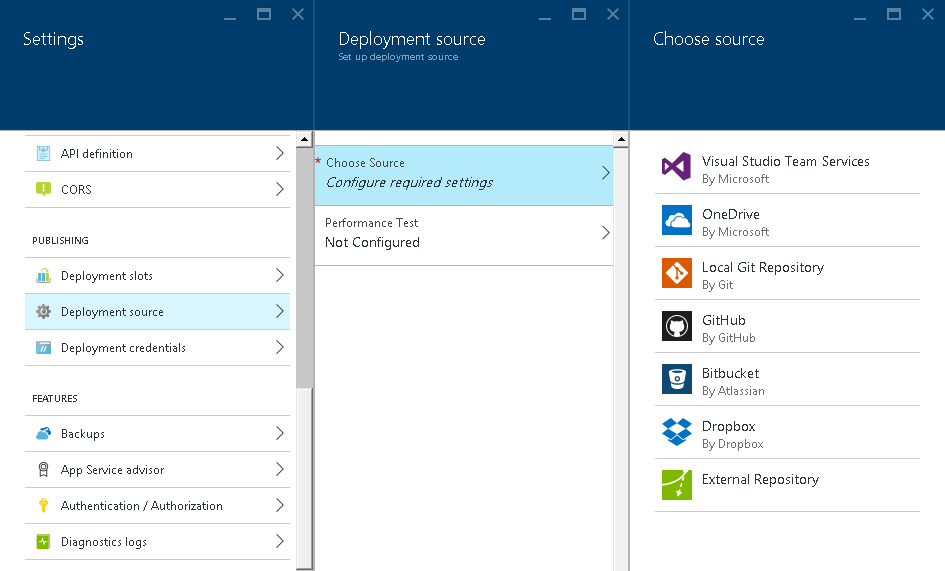 Settings
API definition
CORS
PUBLISHING
Deployment slots
Deployment source
Deployment credentials
FEATURES
Backups
App Service advisor
Authentication / Authorization
Diagnostics logs
Deployment source
Set up deployment source
* Choose Source
Configure required settings
Performance Test
Not Configured
Choose source
Visual Studio Team Services
By Microsoft
OneDrive
By Microsoft
Local Git Repository
By Git
GitHub
By GitHub
Bitbucket
By Atlassian
Dropbox
By Dropbox
External Repository